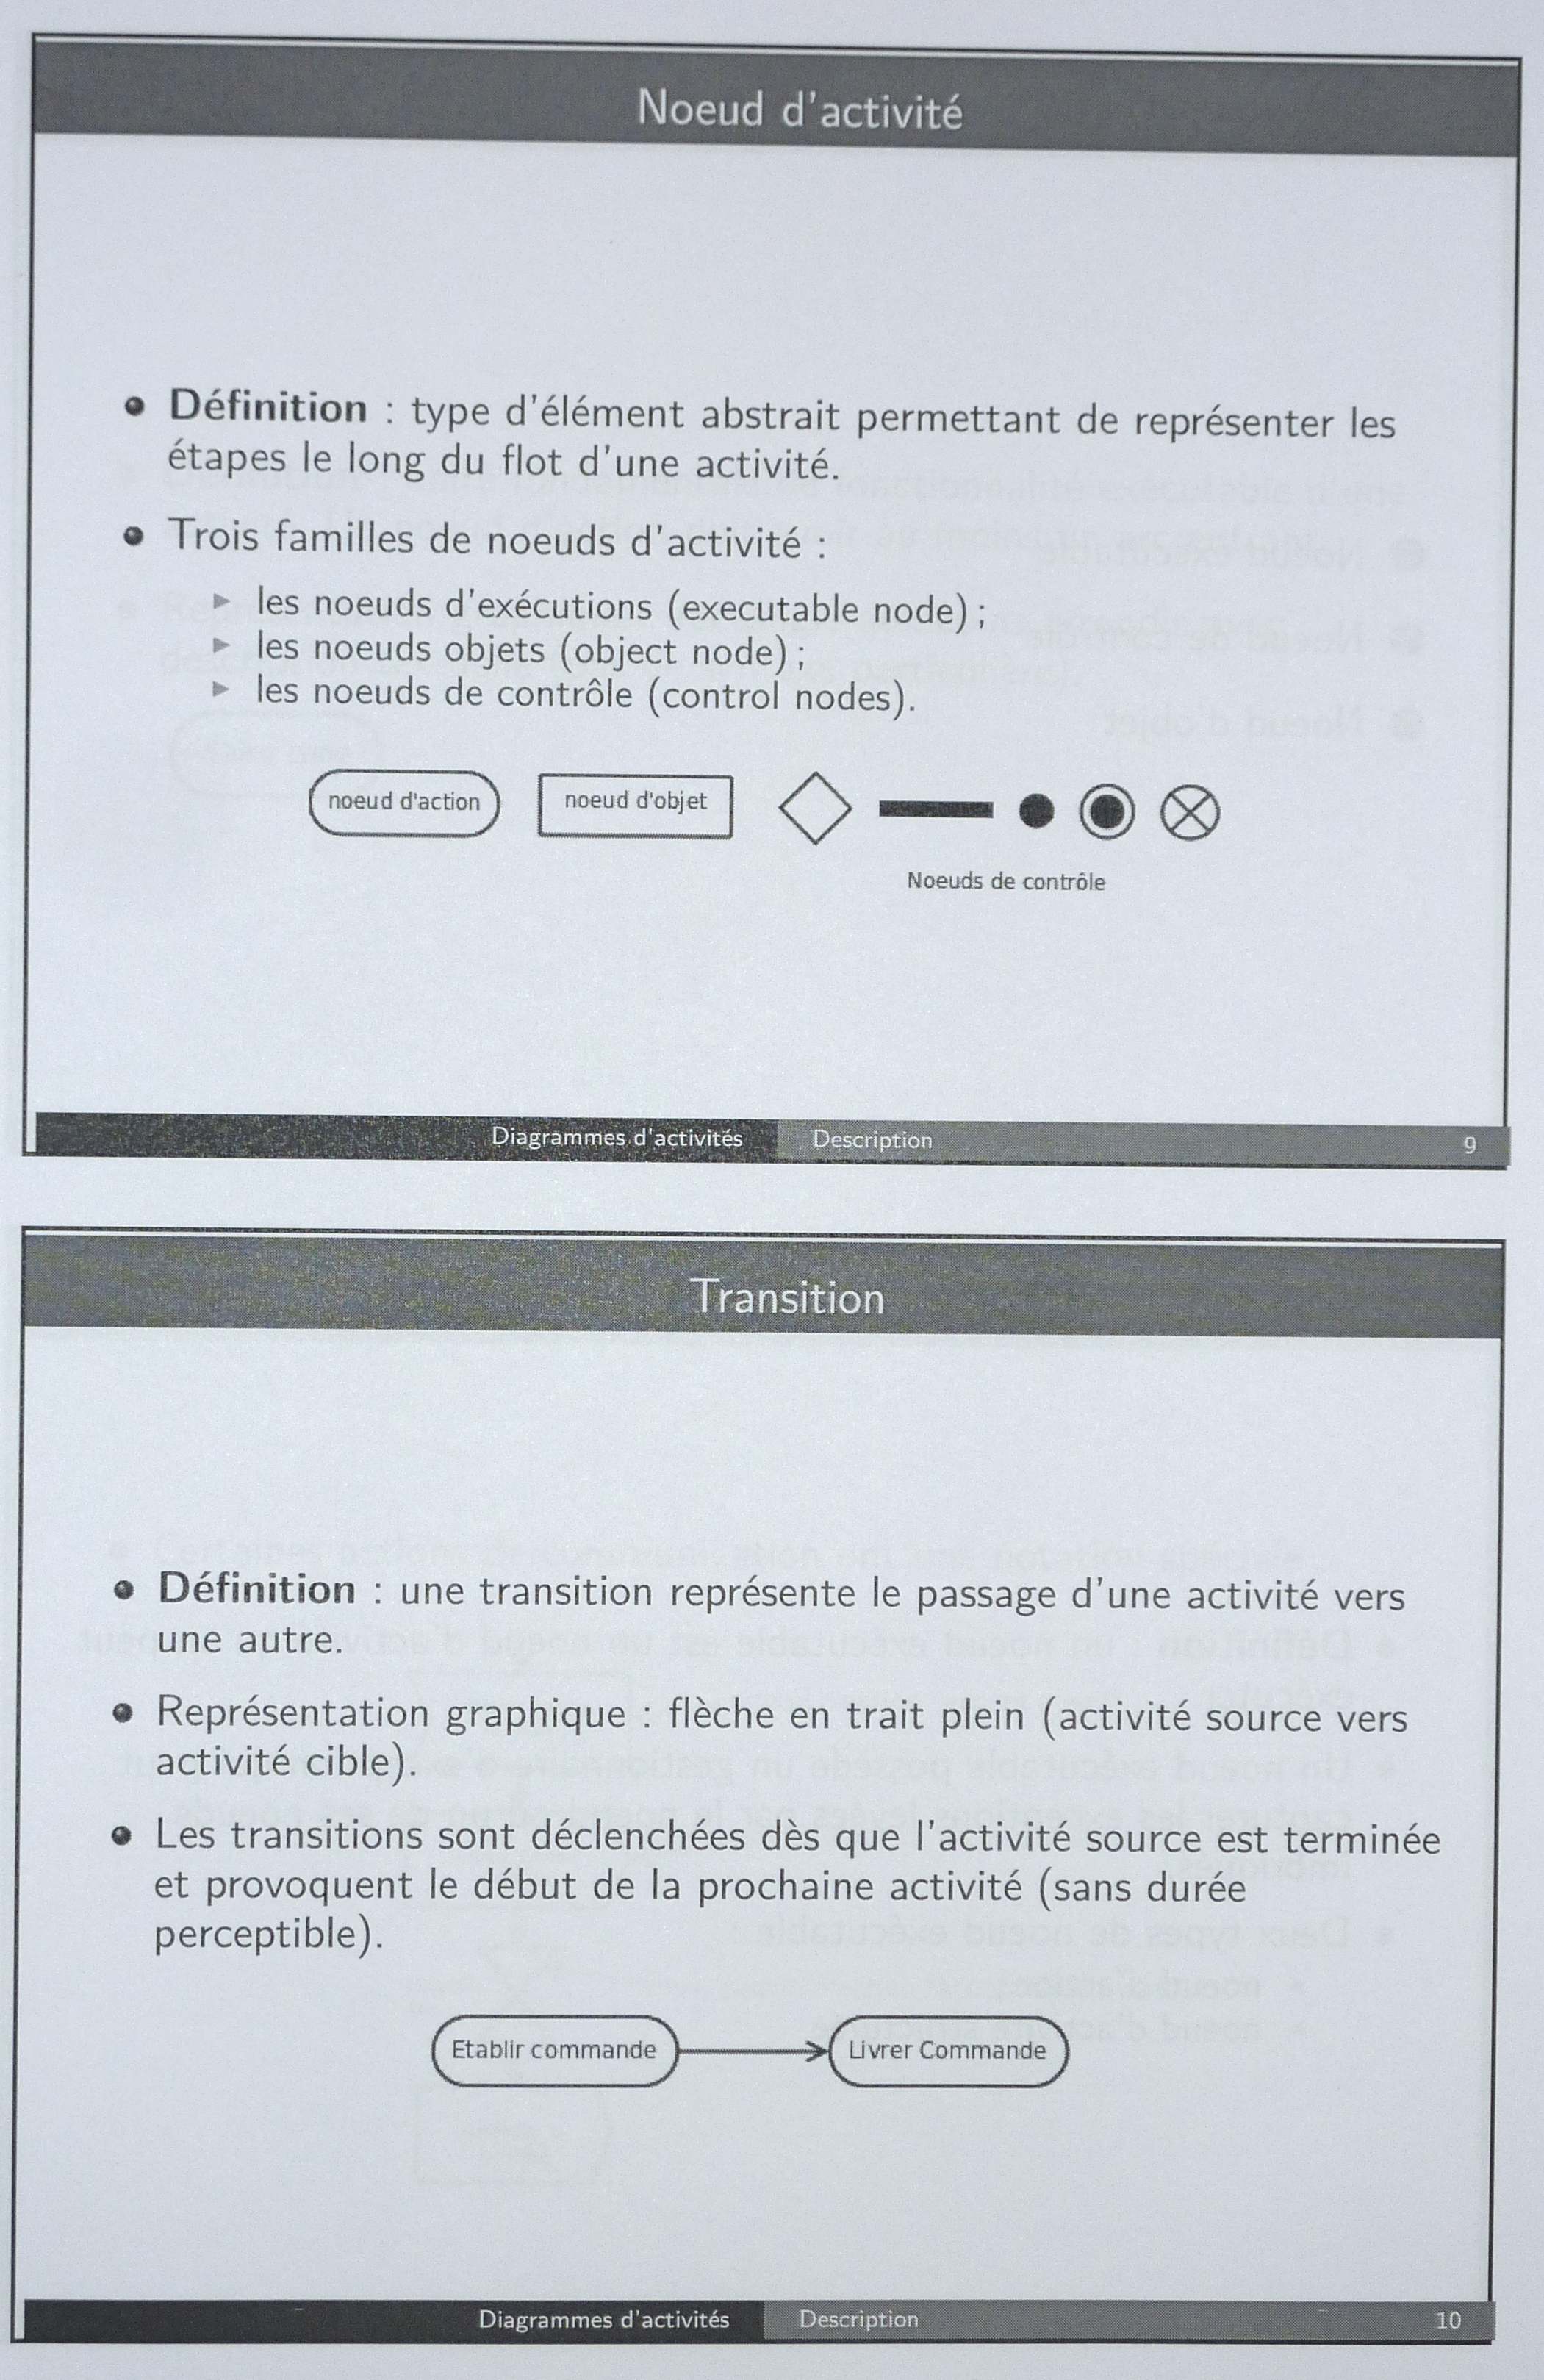 Noeud d'activité
Définition : type d'élément abstrait permettant de représenter les
étapes le long du flot d'une activité.
Trois familles de noeuds d'activité :
les noeuds d'exécutions (executable node) ;
les noeuds objets (object node) ;
les noeuds de contrôle (control nodes).
noeud d'action
noeud d'objet
Noeuds de contrôle
Diagrammes d'activités Description 9
Transition
Définition : une transition représente le passage d'une activité vers
une autre.
Représentation graphique : flèche en trait plein (activité source vers
activité cible).
Les transitions sont déclenchées dès que l'activité source est terminée
et provoquent le début de la prochaine activité (sans durée
perceptible).
Etablir commande
Livrer Commande
Diagrammes d'activités Description 10